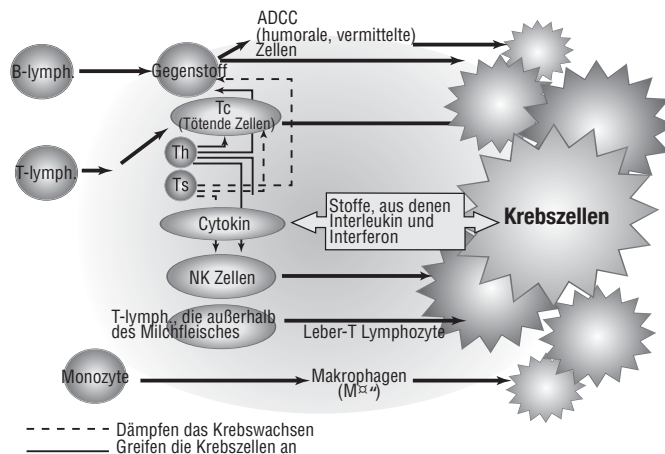 ADCC
(humorale, vermittelte)
Zellen
B-lymph.
Gegenstoff
Tc
(Tötende Zellen)
Th
T-lymph.
Ts
Stoffe, aus denen
Interleukin und
Interferon
Krebszellen
Cytokin
NK Zellen
T-lymph., die außerhalb
des Milchfleisches
Leber-T Lymphozyte
Monozyte
Makrophagen
(M¤“)
Dämpfen das Krebswachsen
Greifen die Krebszellen an